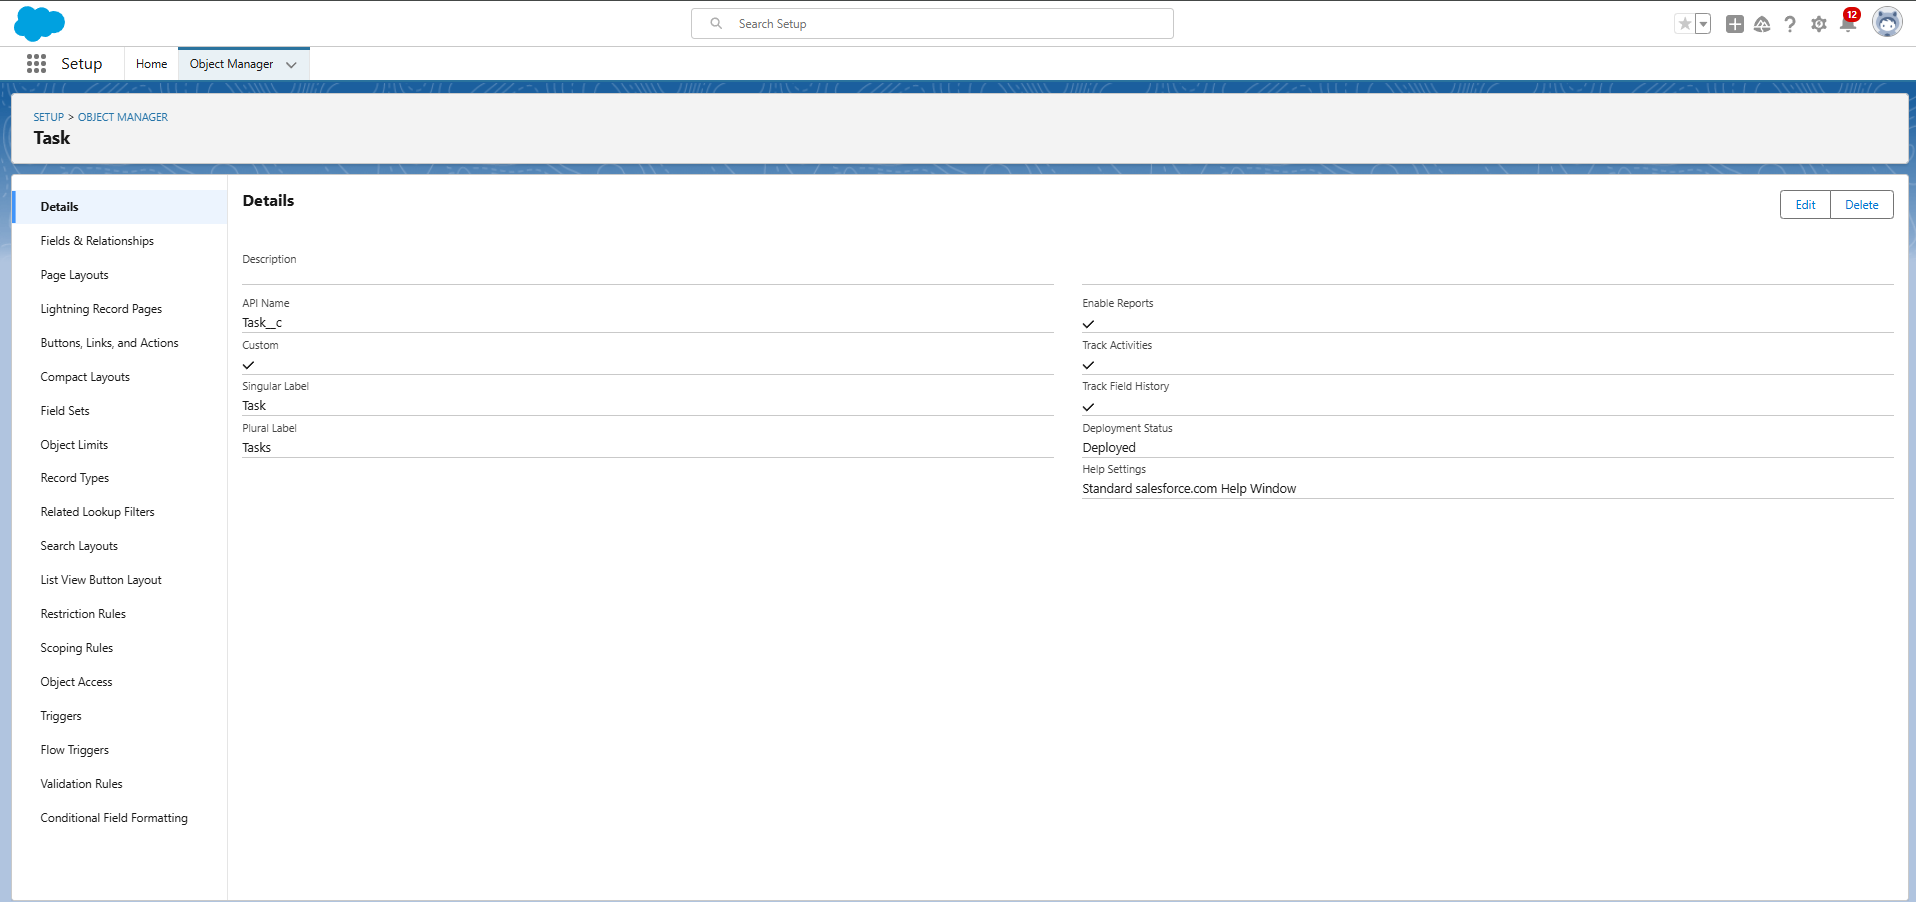 Search Setup
12
Setup
Home
Object Manager
SETUP > OBJECT MANAGER
Task
Details
Fields & Relationships
Page Layouts
Lightning Record Pages
Buttons, Links, and Actions
Compact Layouts
Field Sets
Object Limits
Record Types
Related Lookup Filters
Search Layouts
List View Button Layout
Restriction Rules
Scoping Rules
Object Access
Triggers
Flow Triggers
Validation Rules
Conditional Field Formatting
Details
Edit
Delete
Description
API Name
Task__c
Custom
Singular Label
Task
Plural Label
Tasks
Enable Reports
Track Activities
Track Field History
Deployment Status
Deployed
Help Settings
Standard salesforce.com Help Window